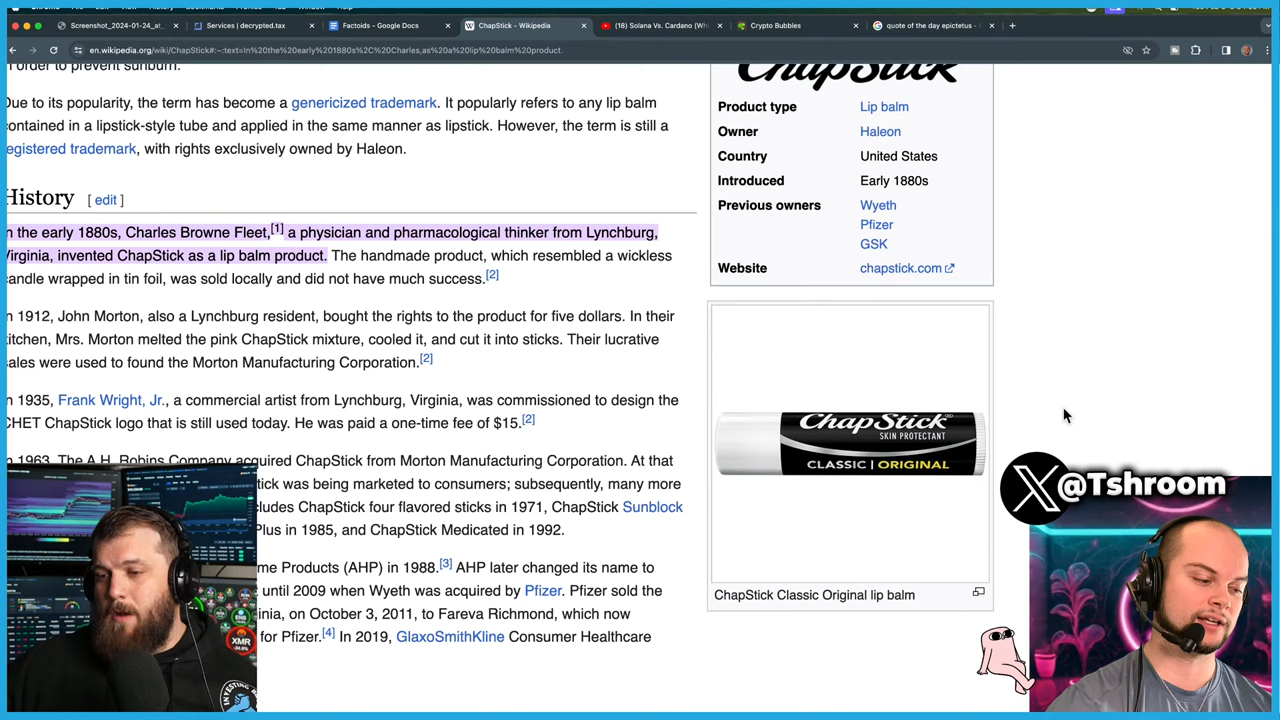 Screenshot_2024-01-24_at_
Services | decrypted.tax
Factoids - Google Docs
ChapStick - Wikipedia
(18) Solana Vs. Cardano (Wh
Crypto Bubbles
quote of the day epictetus -
en.wikipedia.org/wiki/ChapStick#:~:text=In%20the%20early%201880s%2C%20Charles,as%20a%20lip%20balm%20product.
order to prevent sunburn.
Due to its popularity, the term has become a genericized trademark. It popularly refers to any lip balm
contained in a lipstick-style tube and applied in the same manner as lipstick. However, the term is still a
egistered trademark, with rights exclusively owned by Haleon.
History [ edit ]
n the early 1880s, Charles Browne Fleet,[1] a physician and pharmacological thinker from Lynchburg,
Virginia, invented ChapStick as a lip balm product. The handmade product, which resembled a wickless
candle wrapped in tin foil, was sold locally and did not have much success.[2]
n 1912, John Morton, also a Lynchburg resident, bought the rights to the product for five dollars. In their
kitchen, Mrs. Morton melted the pink ChapStick mixture, cooled it, and cut it into sticks. Their lucrative
sales were used to found the Morton Manufacturing Corporation.[2]
n 1935, Frank Wright, Jr., a commercial artist from Lynchburg, Virginia, was commissioned to design the
CHET ChapStick logo that is still used today. He was paid a one-time fee of $15.[2]
n 1963, The A.H. Robins Company acquired ChapStick from Morton Manufacturing Corporation. At that
tick was being marketed to consumers; subsequently, many more
cludes ChapStick four flavored sticks in 1971, ChapStick Sunblock
Plus in 1985, and ChapStick Medicated in 1992.
me Products (AHP) in 1988.[3] AHP later changed its name to
until 2009 when Wyeth was acquired by Pfizer. Pfizer sold the
inia, on October 3, 2011, to Fareva Richmond, which now
for Pfizer.[4] In 2019, GlaxoSmithKline Consumer Healthcare
ChapStick
Product type Lip balm
Owner Haleon
Country United States
Introduced Early 1880s
Previous owners Wyeth
Pfizer
GSK
Website chapstick.com
ChapStick®
SKIN PROTECTANT
CLASSIC | ORIGINAL
ChapStick Classic Original lip balm
X @Tshroom
ENS
XMR
INVESTING